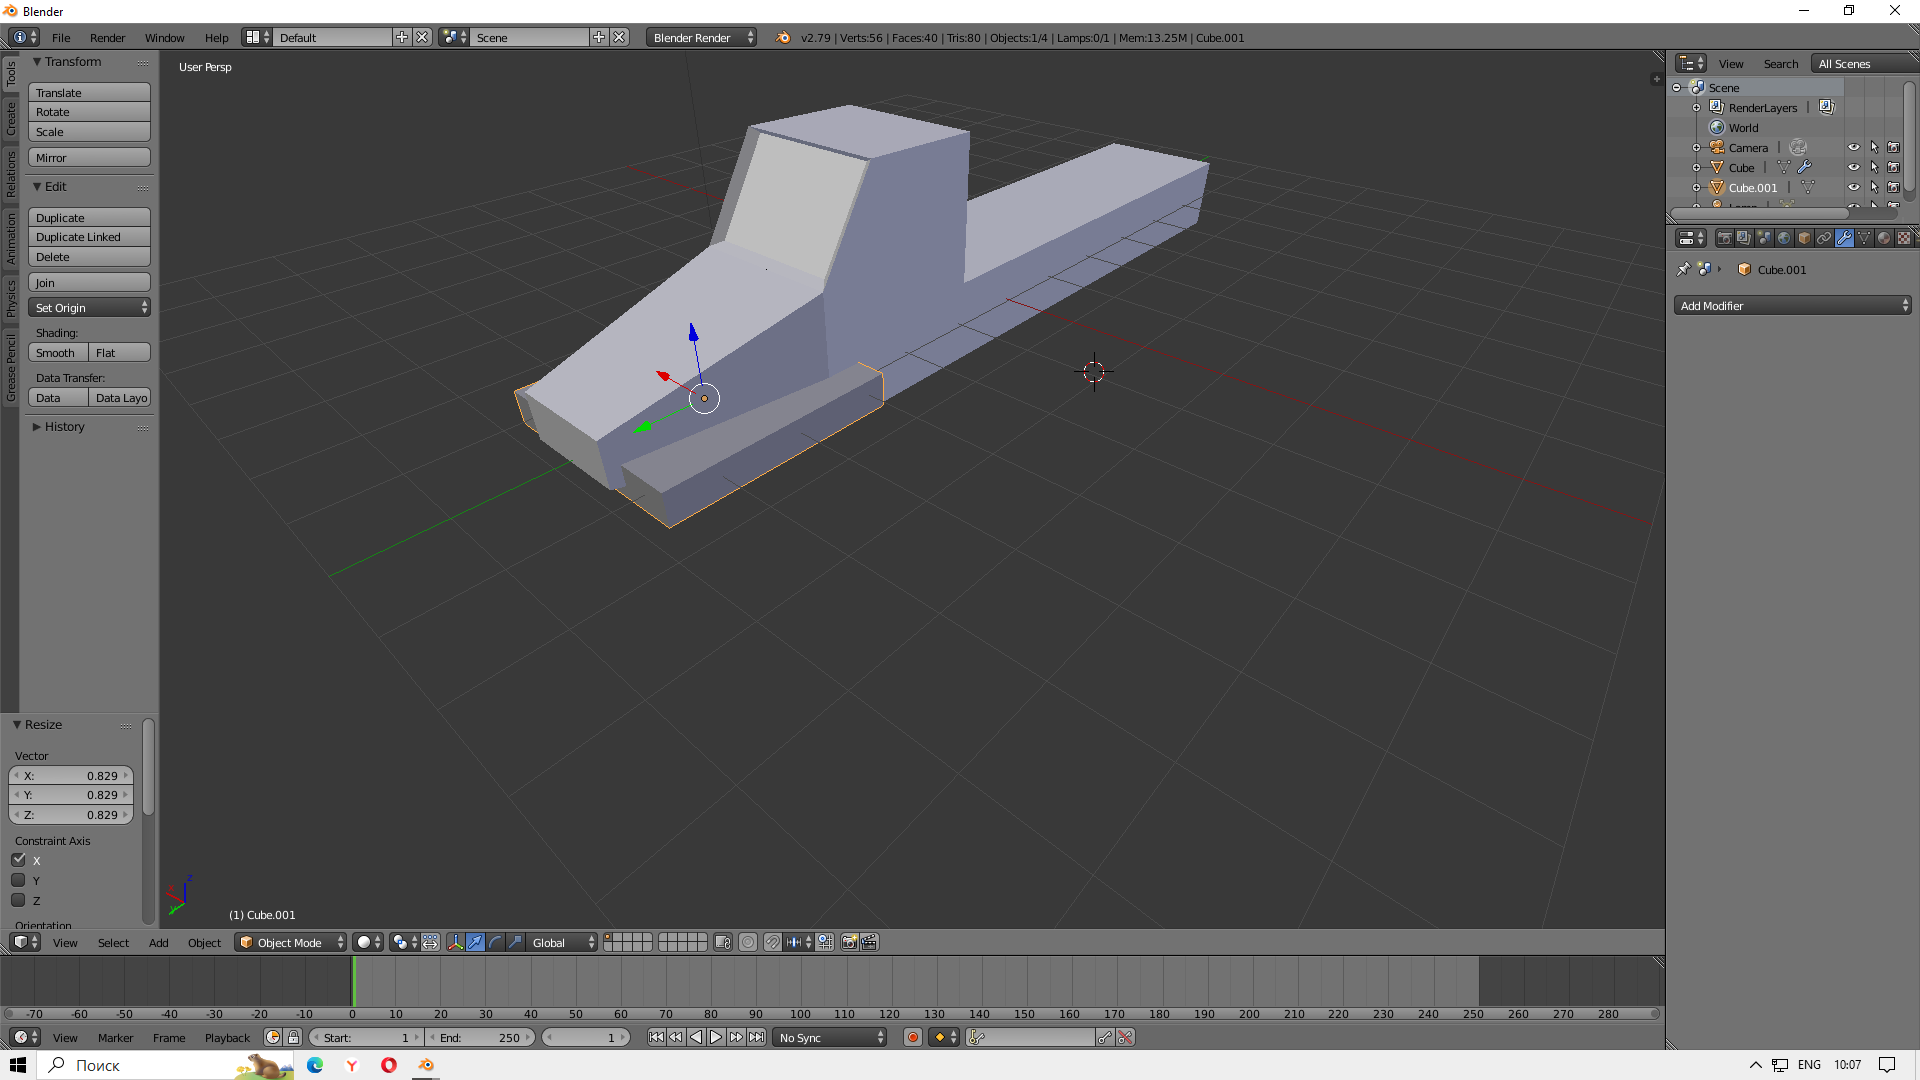 Blender
File Render Window Help Default Scene Blender Render v2.79 | Verts:56 | Faces:40 | Tris:80 | Objects:1/4 | Lamps:0/1 | Mem:13.25M | Cube.001
Tools
Create
Relations
Animation
Physics
Grease Pencil
Transform
Translate
Rotate
Scale
Mirror
Edit
Duplicate
Duplicate Linked
Delete
Join
Set Origin
Shading:
Smooth Flat
Data Transfer:
Data Data Layo
History
Resize
Vector
X: 0.829
Y: 0.829
Z: 0.829
Constraint Axis
X
Y
Z
Orientation
User Persp
(1) Cube.001
View Search All Scenes
Scene
RenderLayers |
World
Camera |
Cube |
Cube.001 |
Cube.001
Add Modifier
View Select Add Object Object Mode Global
-70 -60 -50 -40 -30 -20 -10 0 10 20 30 40 50 60 70 80 90 100 110 120 130 140 150 160 170 180 190 200 210 220 230 240 250 260 270 280
View Marker Frame Playback Start: 1 End: 250 1 No Sync
Поиск ENG 10:07